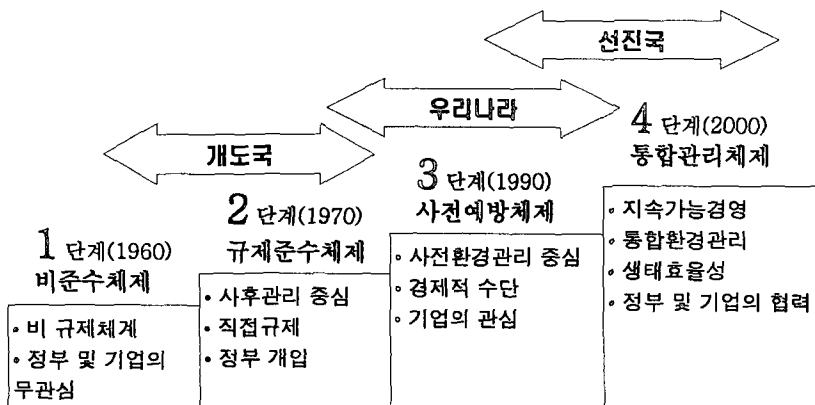 선진국
우리나라
개도국
1 단계(1960)
비준수체제
• 비 규제체계
• 정부 및 기업의
무관심
2 단계(1970)
규제준수체제
• 사후관리 중심
• 직접규제
• 정부 개입
3 단계(1990)
사전예방체제
• 사전환경관리 중심
• 경제적 수단
• 기업의 관심
4 단계(2000)
통합관리체제
• 지속가능경영
• 통합환경관리
• 생태효율성
• 정부 및 기업의 협력